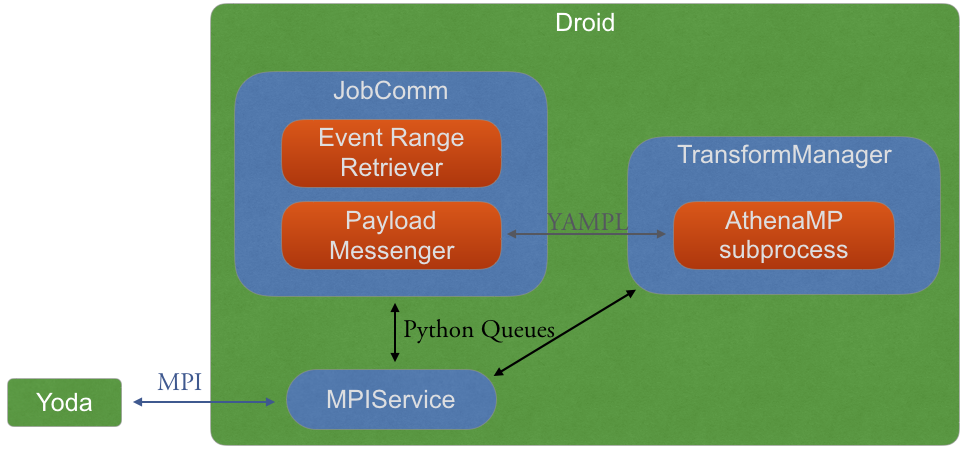 Droid
JobComm
Event Range
Retriever
Payload
Messenger
YAMPL
TransformManager
AthenaMP
subprocess
Python Queues
MPI
Yoda
MPIService